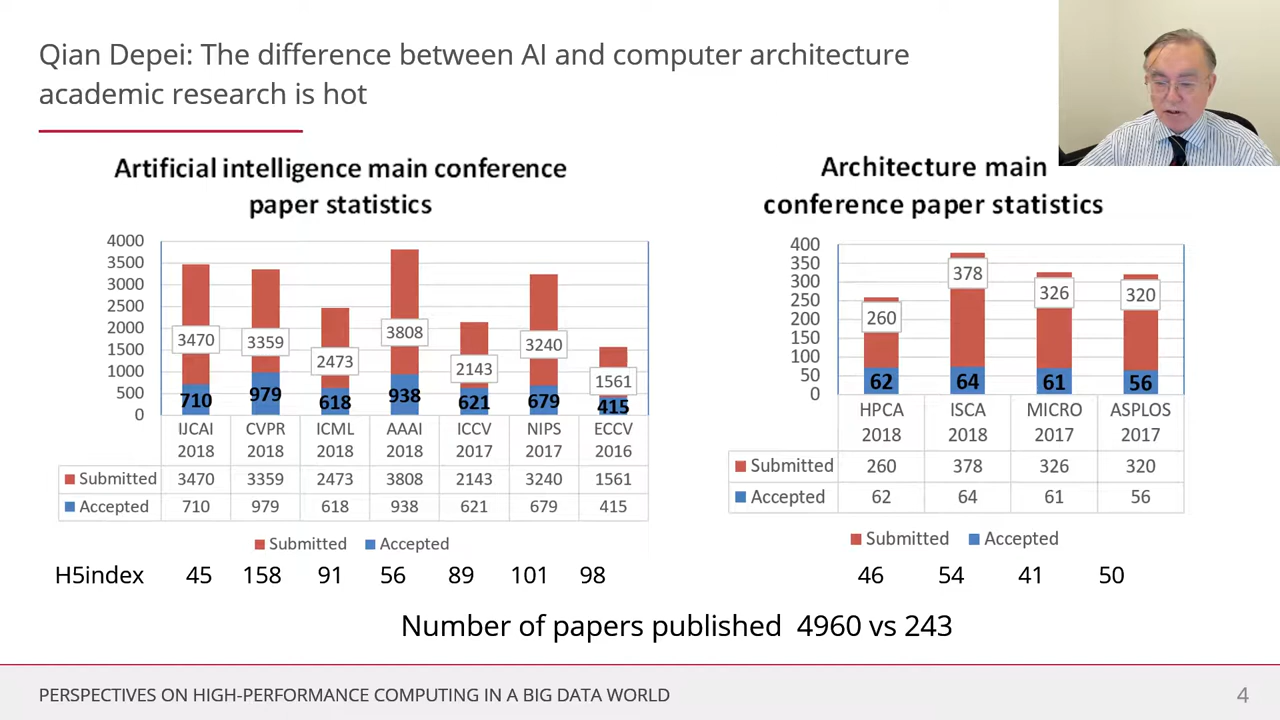 Qian Depei: The difference between AI and computer architecture
academic research is hot
Artificial intelligence main conference
paper statistics
4000
3500
3000
2500
2000
1500
1000
500
0
3470
3359
2473
3808
2143
3240
1561
710
979
618
938
621
679
415
IJCAI 2018
CVPR 2018
ICML 2018
AAAI 2018
ICCV 2017
NIPS 2017
ECCV 2016
Submitted 3470 3359 2473 3808 2143 3240 1561
Accepted 710 979 618 938 621 679 415
Submitted Accepted
H5index 45 158 91 56 89 101 98
Architecture main
conference paper statistics
400
350
300
250
200
150
100
50
0
260
378
326
320
62
64
61
56
HPCA 2018
ISCA 2018
MICRO 2017
ASPLOS 2017
Submitted 260 378 326 320
Accepted 62 64 61 56
Submitted Accepted
46 54 41 50
Number of papers published 4960 vs 243
PERSPECTIVES ON HIGH-PERFORMANCE COMPUTING IN A BIG DATA WORLD
4